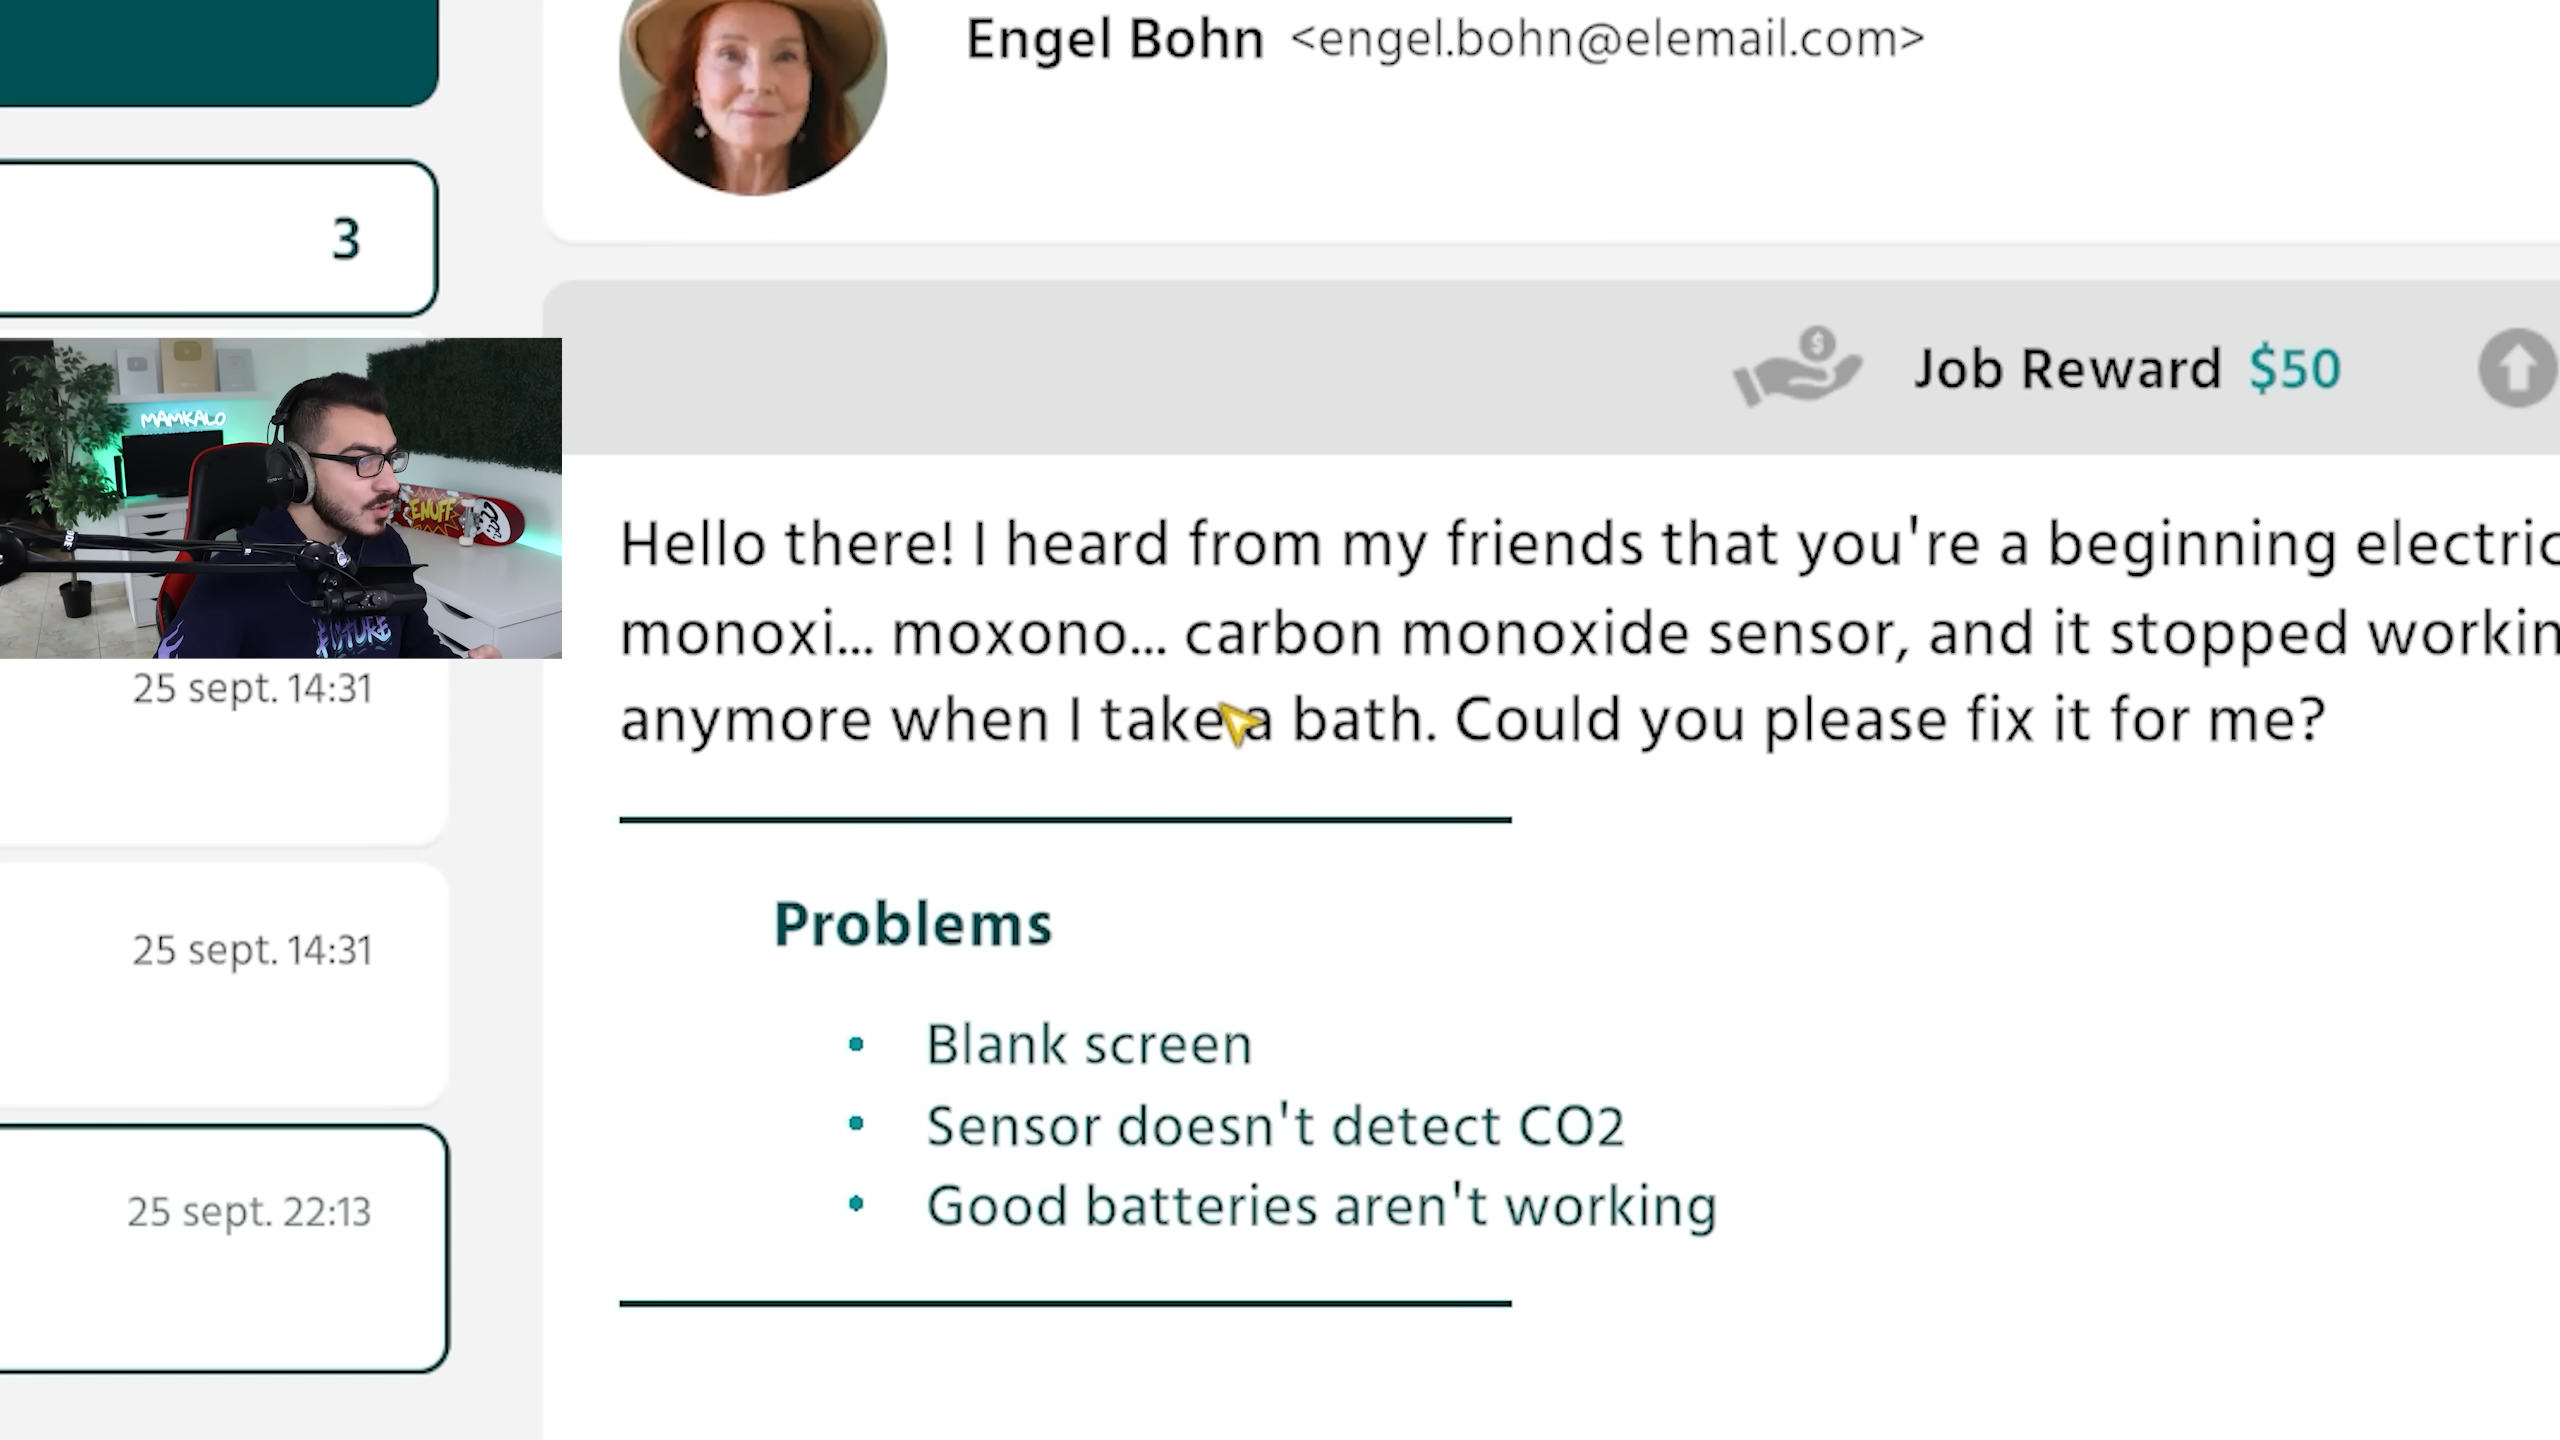 Engel Bohn <engel.bohn@elemail.com>
3
Job Reward $50
MAMKALO
ENUFF
Hello there! I heard from my friends that you're a beginning electric
monoxi... moxono... carbon monoxide sensor, and it stopped workin
25 sept. 14:31
anymore when I take a bath. Could you please fix it for me?
Problems
25 sept. 14:31
• Blank screen
• Sensor doesn't detect CO2
25 sept. 22:13
• Good batteries aren't working